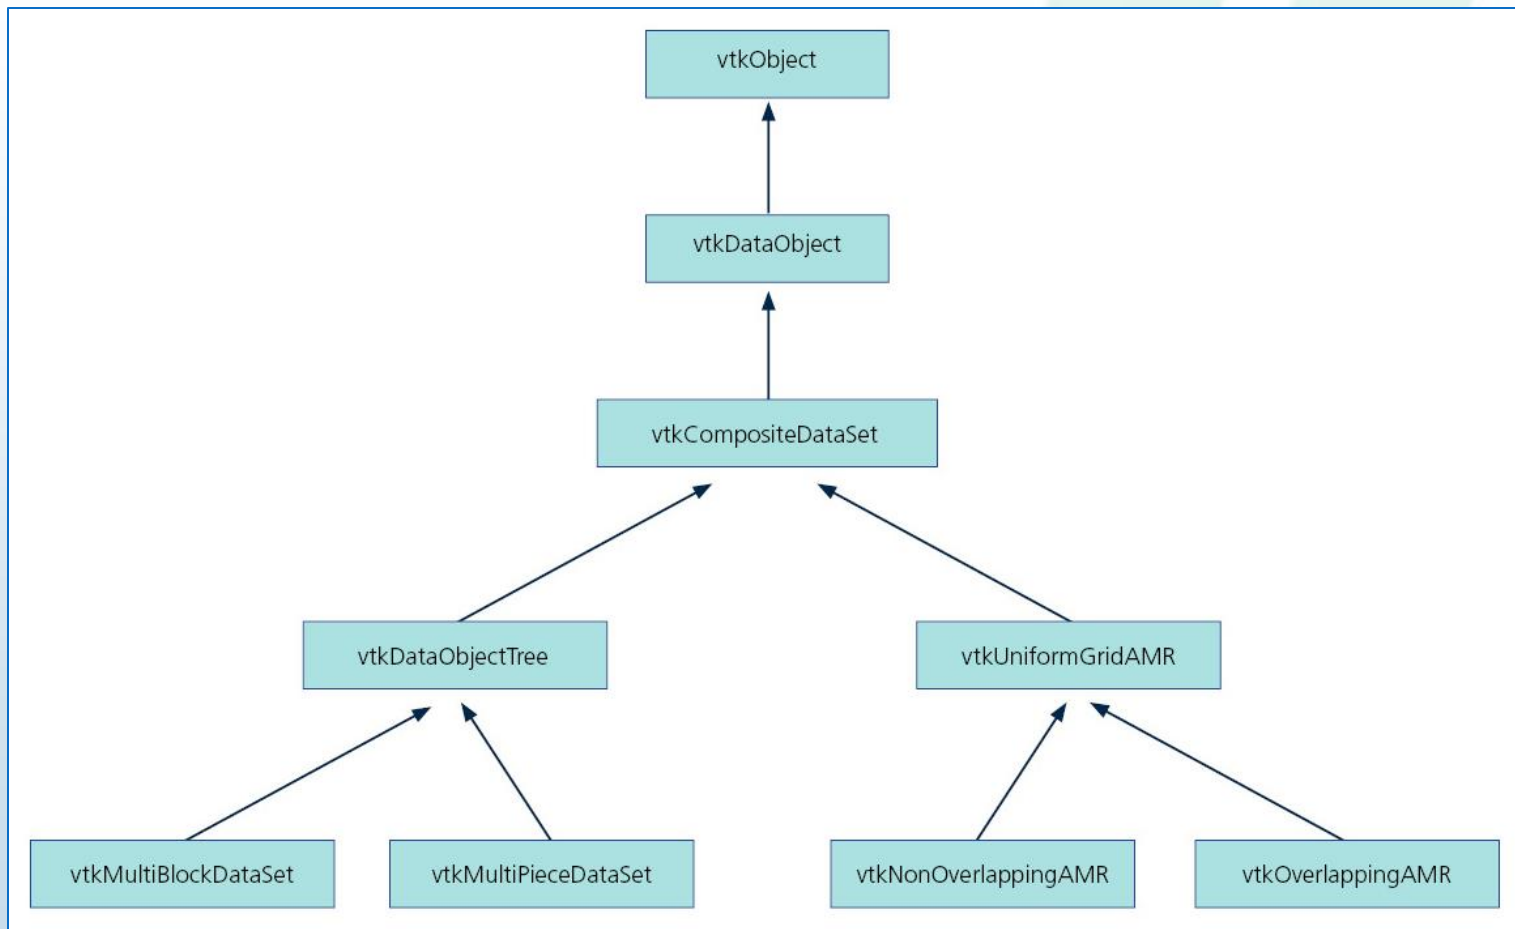 vtkObject
vtkDataObject
vtkCompositeDataSet
vtkDataObjectTree
vtkUniformGridAMR
vtkMultiBlockDataSet
vtkMultiPieceDataSet
vtkNonOverlappingAMR
vtkOverlappingAMR